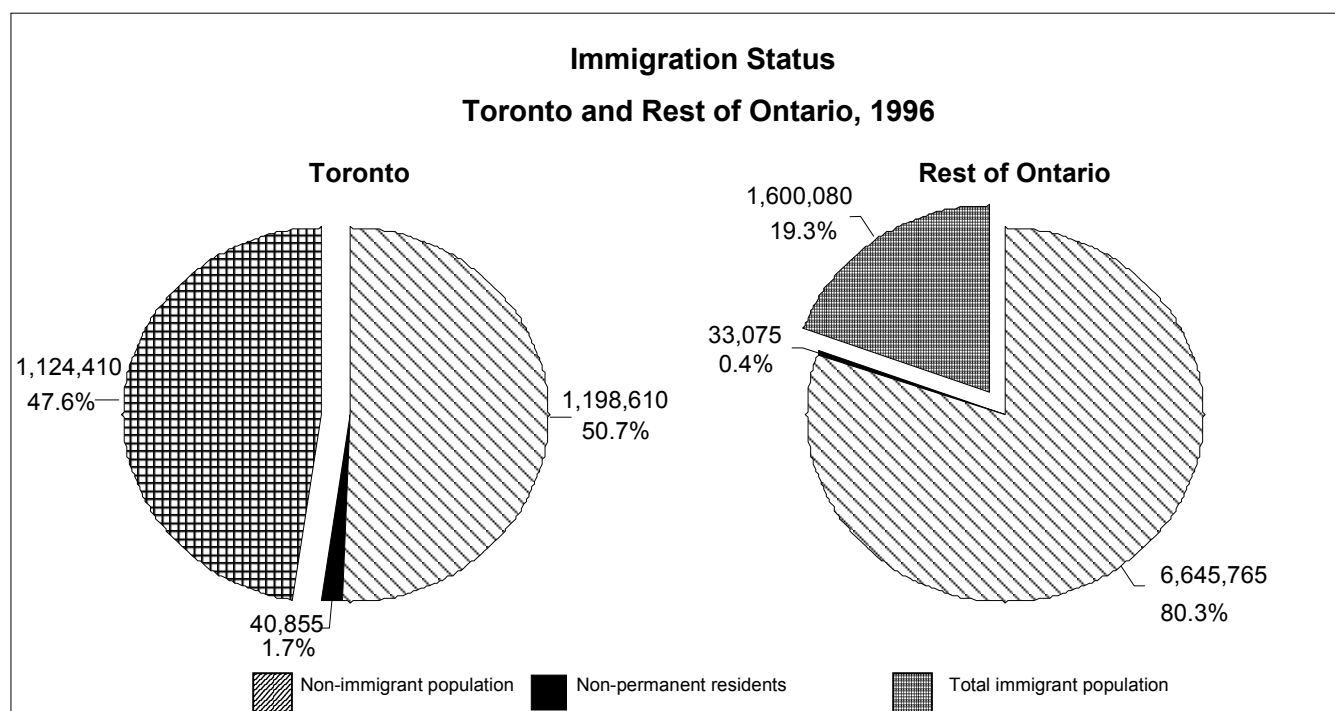 Immigration Status
Toronto and Rest of Ontario, 1996
Toronto
1,124,410
47.6%
1,198,610
50.7%
40,855
1.7%
Rest of Ontario
1,600,080
19.3%
33,075
0.4%
6,645,765
80.3%
Non-immigrant population
Non-permanent residents
Total immigrant population